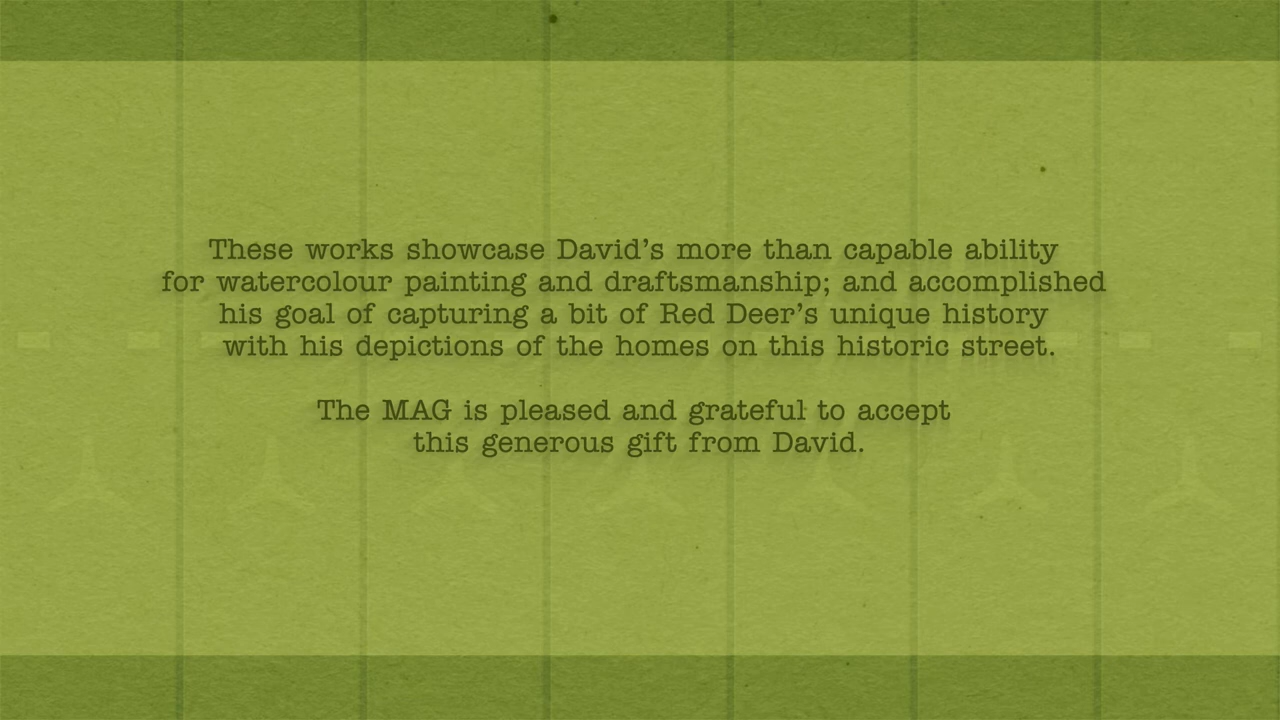 These works showcase David’s more than capable ability
for watercolour painting and draftsmanship; and accomplished
his goal of capturing a bit of Red Deer’s unique history
with his depictions of the homes on this historic street.
The MAG is pleased and grateful to accept
this generous gift from David.